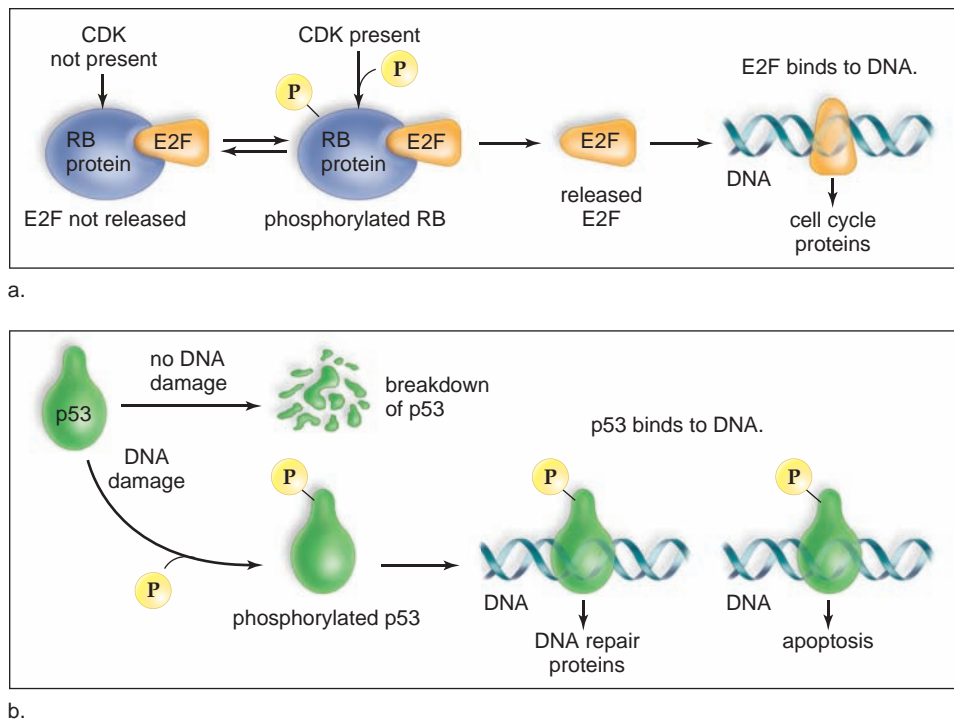 CDK
not present
CDK present
P
P
E2F binds to DNA.
RB
protein
E2F
RB
protein
E2F
E2F
DNA
E2F not released
phosphorylated RB
released
E2F
cell cycle
proteins
a.
p53
no DNA
damage
breakdown
of p53
DNA
damage
P
P
phosphorylated p53
p53 binds to DNA.
P
DNA
DNA repair
proteins
P
DNA
apoptosis
b.